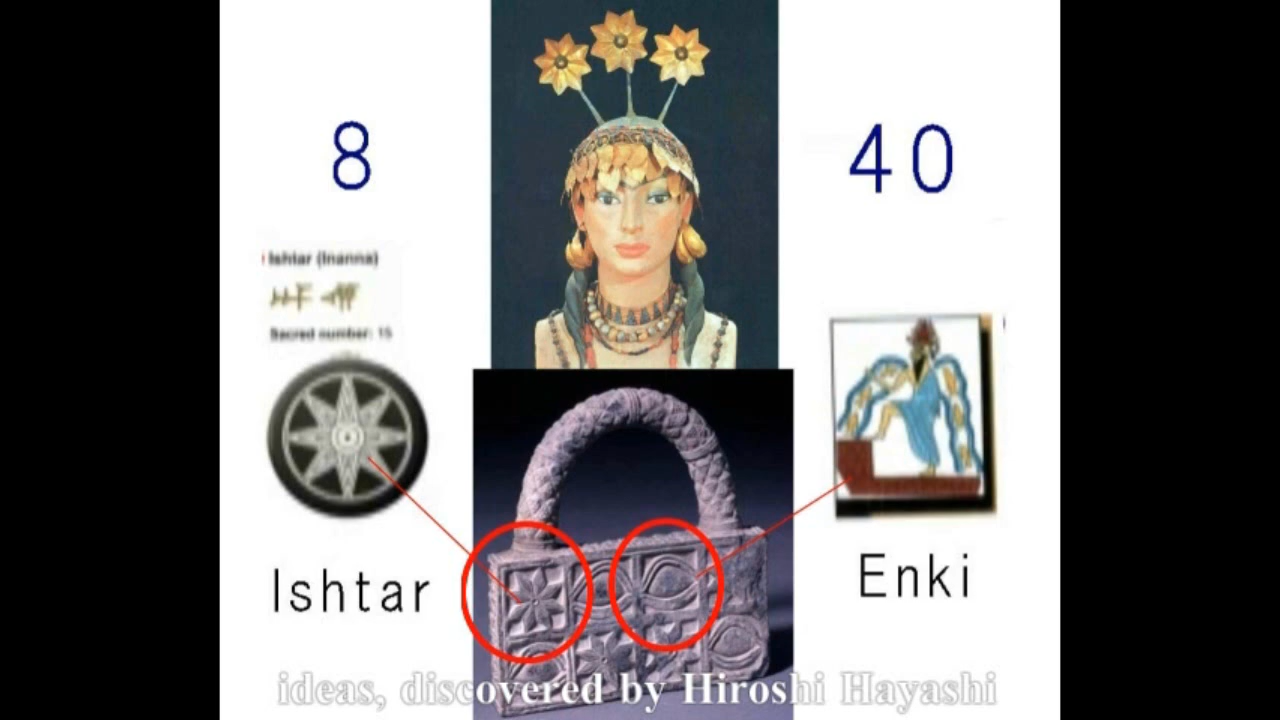 8
40
Ishtar (Inanna)
Sacred number: 15
Ishtar
Enki
ideas, discovered by Hiroshi Hayashi